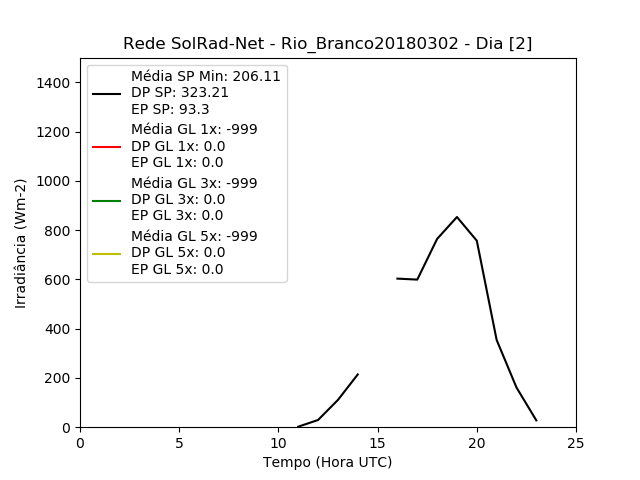 Rede SolRad-Net - Rio_Branco20180302 - Dia [2]
Média SP Min: 206.11
DP SP: 323.21
EP SP: 93.3
Média GL 1x: -999
DP GL 1x: 0.0
EP GL 1x: 0.0
Média GL 3x: -999
DP GL 3x: 0.0
EP GL 3x: 0.0
Média GL 5x: -999
DP GL 5x: 0.0
EP GL 5x: 0.0
1400
1200
1000
800
600
400
200
0
Irradiância (Wm-2)
0 5 10 15 20 25
Tempo (Hora UTC)